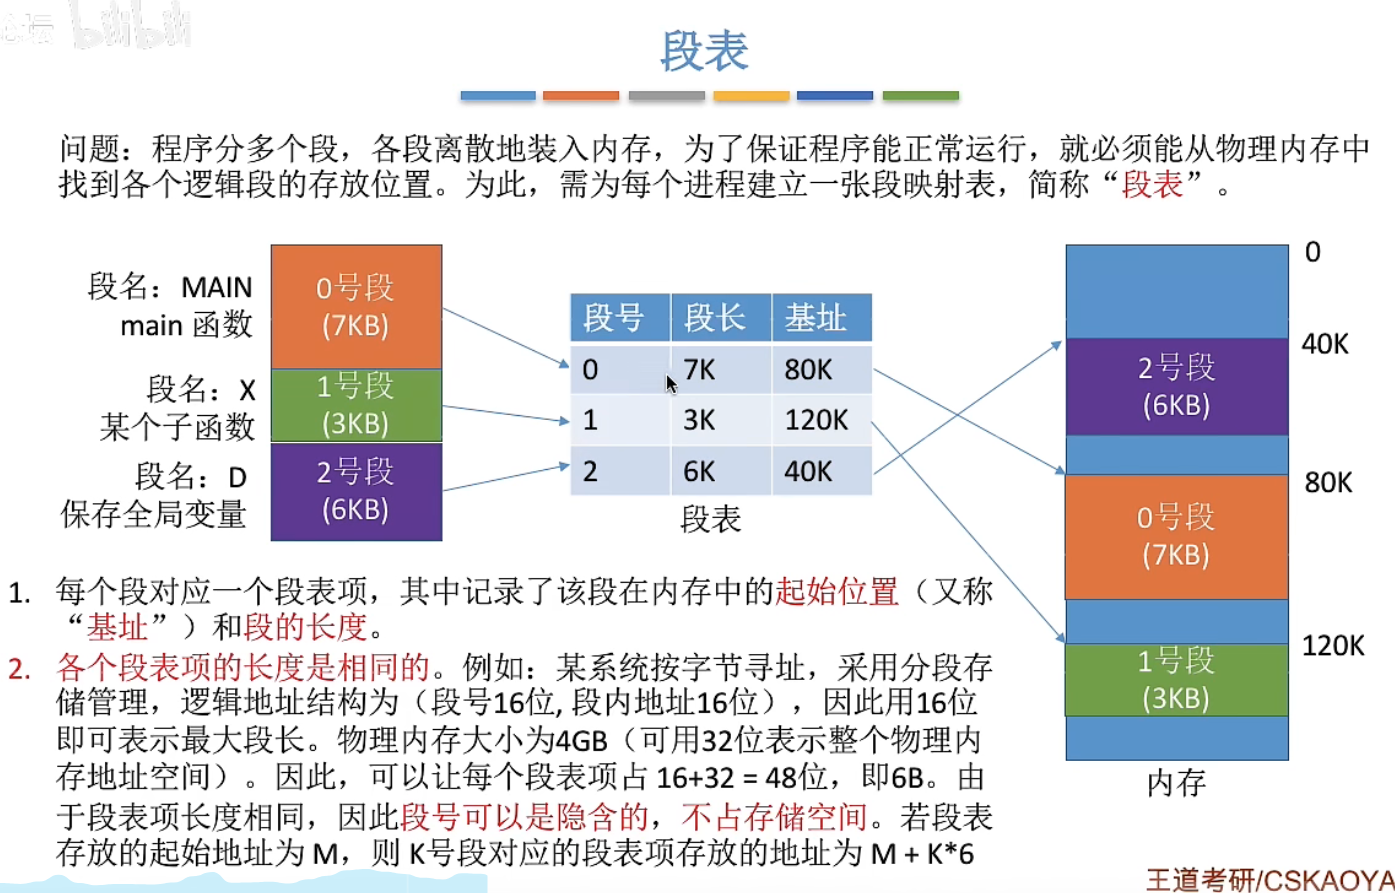 bilibili
段表
问题：程序分多个段，各段离散地装入内存，为了保证程序能正常运行，就必须能从物理内存中
找到各个逻辑段的存放位置。为此，需为每个进程建立一张段映射表，简称“段表”。
段名：MAIN
main 函数
段名：X
某个子函数
段名：D
保存全局变量
0号段
(7KB)
1号段
(3KB)
2号段
(6KB)
段号 段长 基址
0 7K 80K
1 3K 120K
2 6K 40K
段表
0
40K
80K
120K
2号段
(6KB)
0号段
(7KB)
1号段
(3KB)
内存
1. 每个段对应一个段表项，其中记录了该段在内存中的起始位置（又称
“基址”）和段的长度。
2. 各个段表项的长度是相同的。例如：某系统按字节寻址，采用分段存
储管理，逻辑地址结构为（段号16位, 段内地址16位），因此用16位
即可表示最大段长。物理内存大小为4GB（可用32位表示整个物理内
存地址空间）。因此，可以让每个段表项占 16+32 = 48位，即6B。由
于段表项长度相同，因此段号可以是隐含的，不占存储空间。若段表
存放的起始地址为 M，则 K号段对应的段表项存放的地址为 M + K*6
王道考研/CSKAOYA